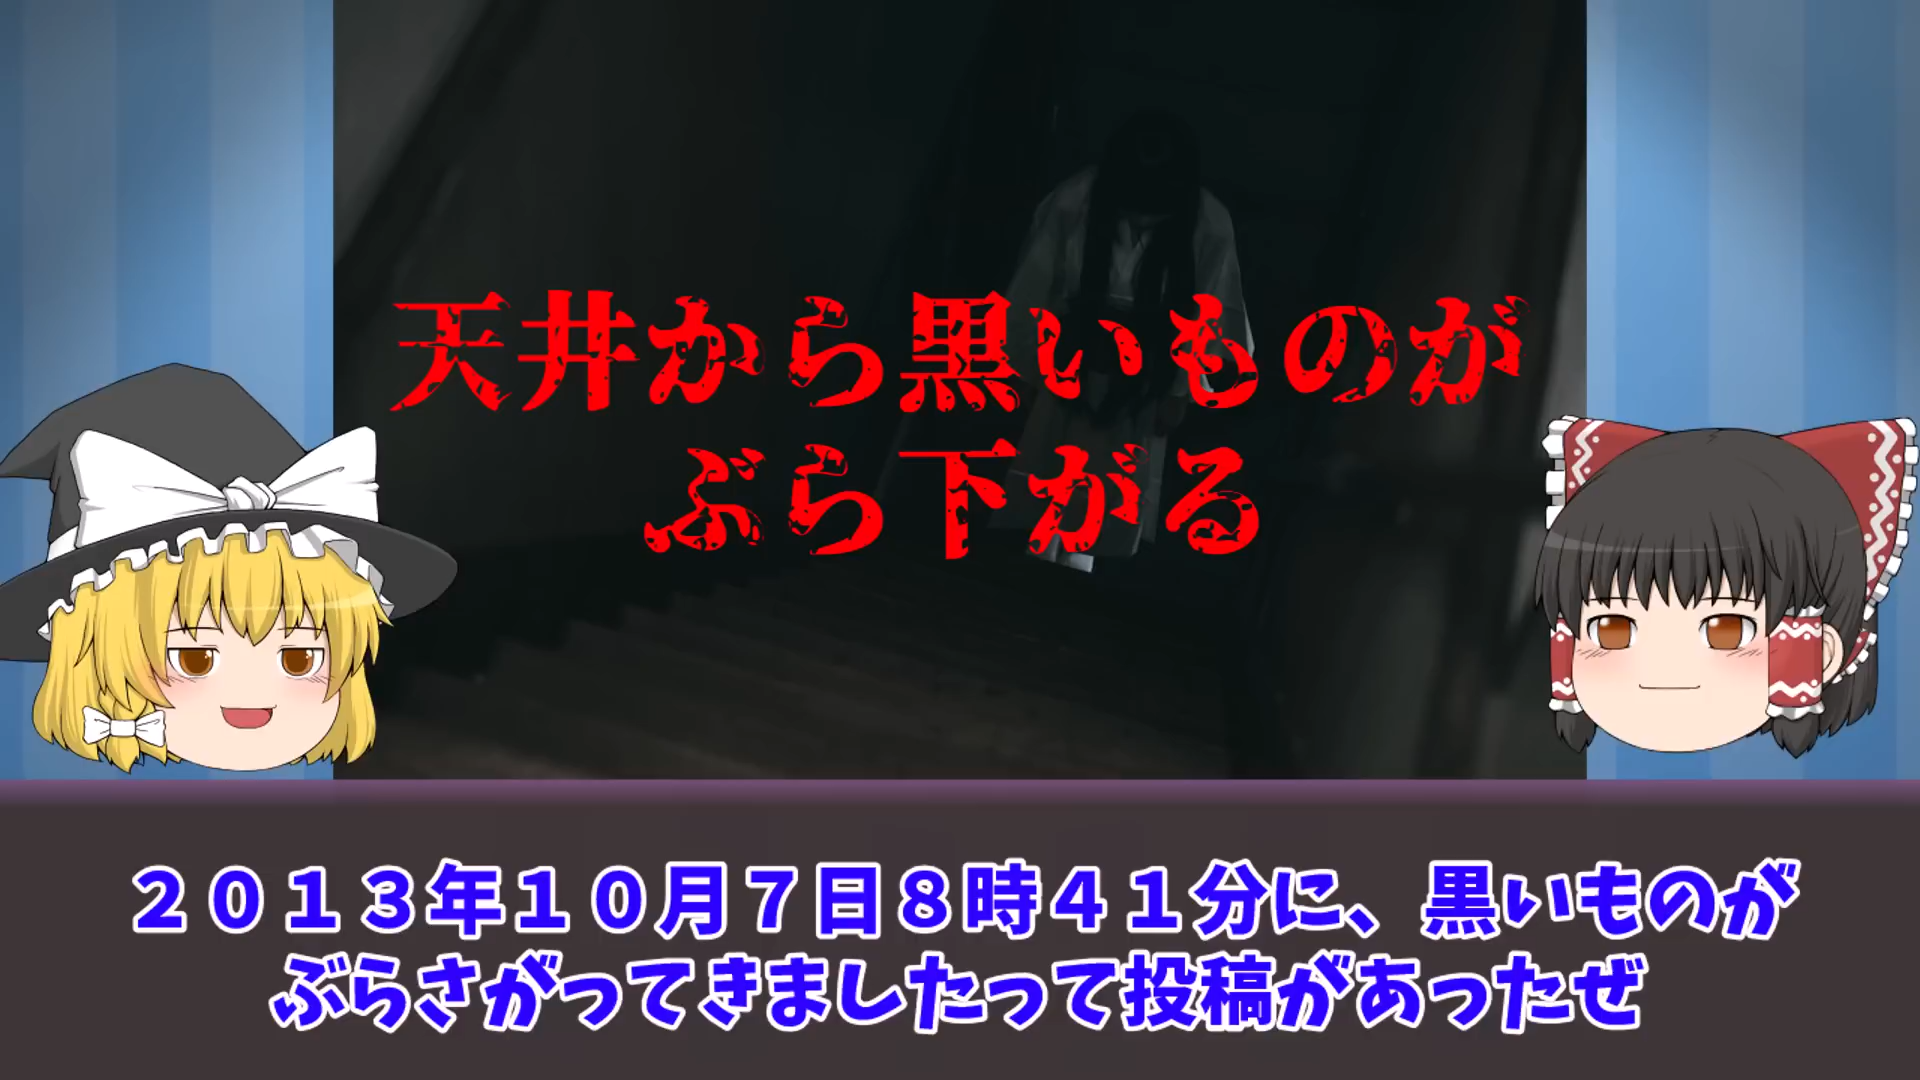 天井から黒いものが
ぶら下がる
２０１３年１０月７日８時４１分に、黒いものが
ぶらさがってきましたって投稿があったぜ